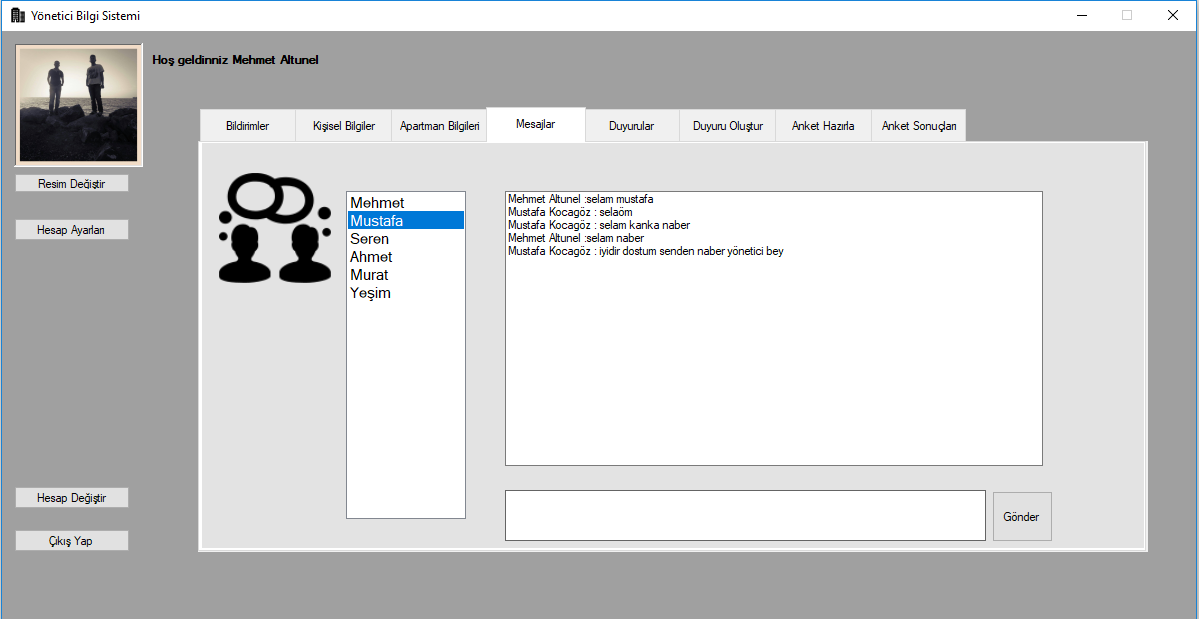 Yönetici Bilgi Sistemi
Hoş geldinniz Mehmet Altunel
Bildirimler
Kişisel Bilgiler
Apartman Bilgileri
Mesajlar
Duyurular
Duyuru Oluştur
Anket Hazırla
Anket Sonuçları
Resim Değiştir
Hesap Ayarları
Hesap Değiştir
Çıkış Yap
Mehmet
Mustafa
Seren
Ahmet
Murat
Yeşim
Mehmet Altunel :selam mustafa
Mustafa Kocagöz : selaöm
Mustafa Kocagöz : selam kanka naber
Mehmet Altunel :selam naber
Mustafa Kocagöz : iyidir dostum senden naber yönetici bey
Gönder